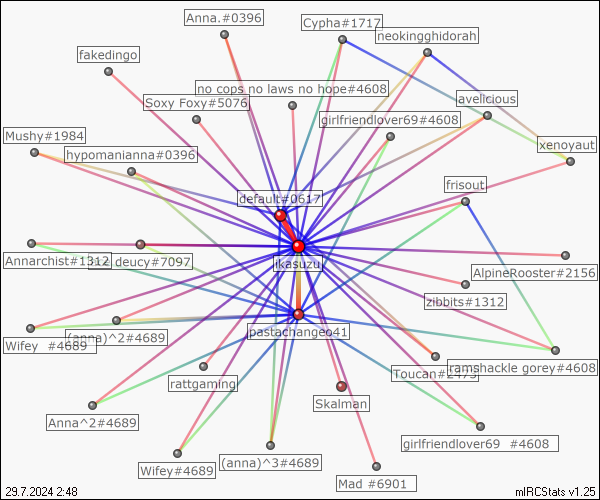 Anna.#0396
Cypha#1717
neokingghidorah
fakedingo
no cops no laws no hope#4608
Soxy Foxy#5076
avelicious
girlfriendlover69#4608
Mushy#1984
xenoyaut
hypomanianna#0396
frisout
default#0617
Annarchist#1312
deucy#7097
ikasuzu
AlpineRooster#2156
zibbits#1312
pastachangeo41
Wifey #4689
(anna)^2#4689
Toucan#2475
ramshackle gorey#4608
rattgaming
Skalman
Anna^2#4689
girlfriendlover69 #4608
Wifey#4689
(anna)^3#4689
Mad #6901
29.7.2024 2:48
mIRCStats v1.25